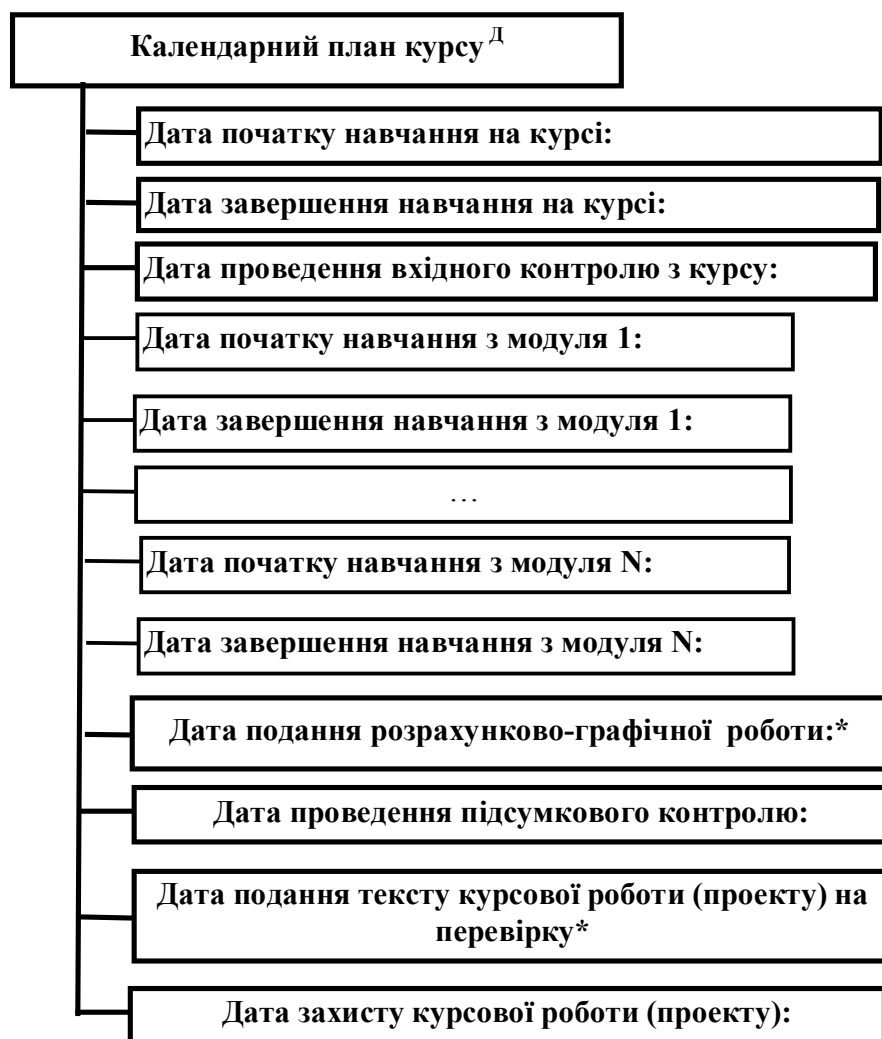 Календарний план курсу Д
Дата початку навчання на курсі:
Дата завершення навчання на курсі:
Дата проведення вхідного контролю з курсу:
Дата початку навчання з модуля 1:
Дата завершення навчання з модуля 1:
…
Дата початку навчання з модуля N:
Дата завершення навчання з модуля N:
Дата подання розрахунково-графічної роботи:*
Дата проведення підсумкового контролю:
Дата подання тексту курсової роботи (проекту) на
перевірку*
Дата захисту курсової роботи (проекту):